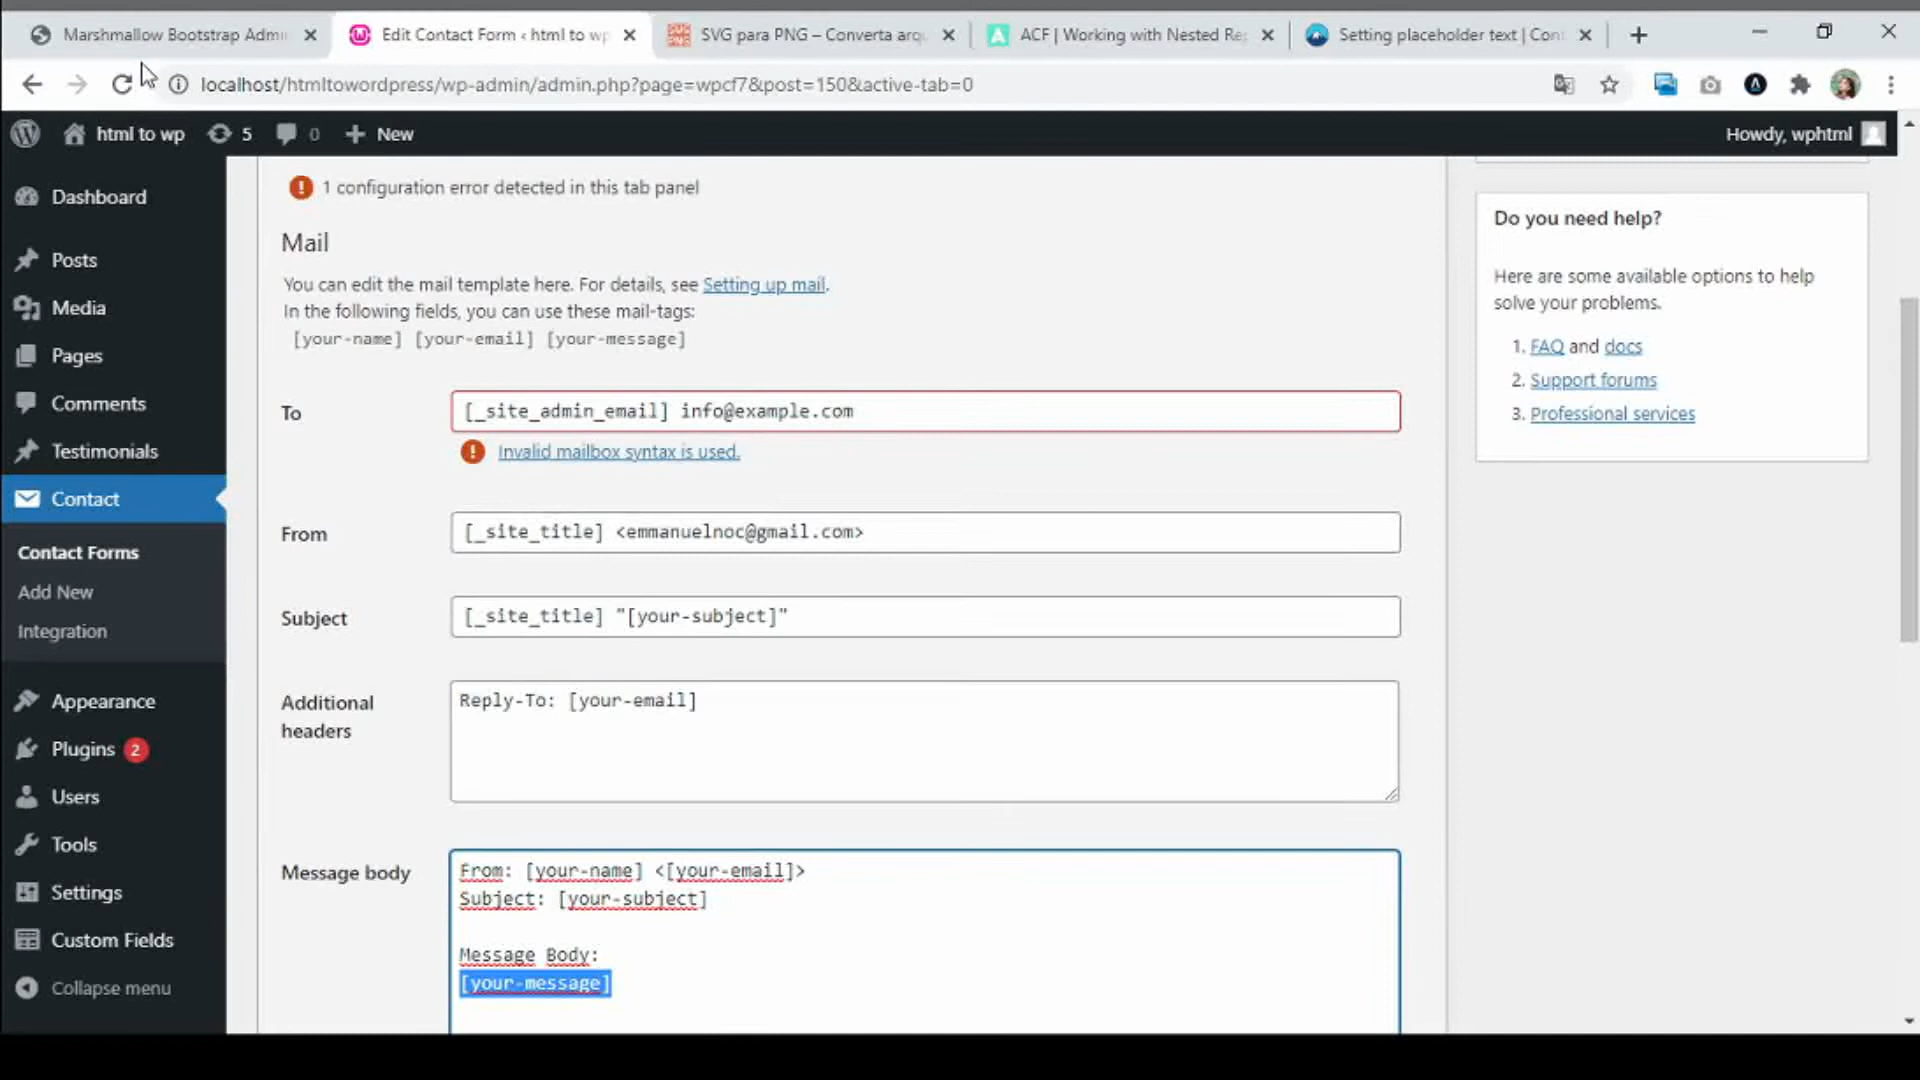 Marshmallow Bootstrap Admi
Edit Contact Form ‹ html to wp
SVG para PNG – Converta arq
ACF | Working with Nested Re
Setting placeholder text | Con
localhost/htmltowordpress/wp-admin/admin.php?page=wpcf7&post=150&active-tab=0
html to wp
5
0
New
Howdy, wphtml
Dashboard
Posts
Media
Pages
Comments
Testimonials
Contact
Contact Forms
Add New
Integration
Appearance
Plugins 2
Users
Tools
Settings
Custom Fields
Collapse menu
1 configuration error detected in this tab panel
Mail
You can edit the mail template here. For details, see Setting up mail.
In the following fields, you can use these mail-tags:
[your-name] [your-email] [your-message]
To
[_site_admin_email] info@example.com
Invalid mailbox syntax is used.
From
[_site_title] <emmanuelnoc@gmail.com>
Subject
[_site_title] "[your-subject]"
Additional
headers
Reply-To: [your-email]
Message body
From: [your-name] <[your-email]>
Subject: [your-subject]
Message Body:
[your-message]
Do you need help?
Here are some available options to help
solve your problems.
1. FAQ and docs
2. Support forums
3. Professional services